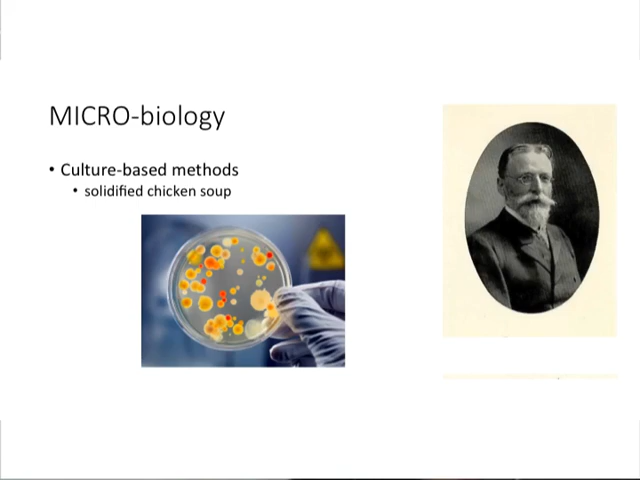 MICRO-biology
• Culture-based methods
• solidified chicken soup